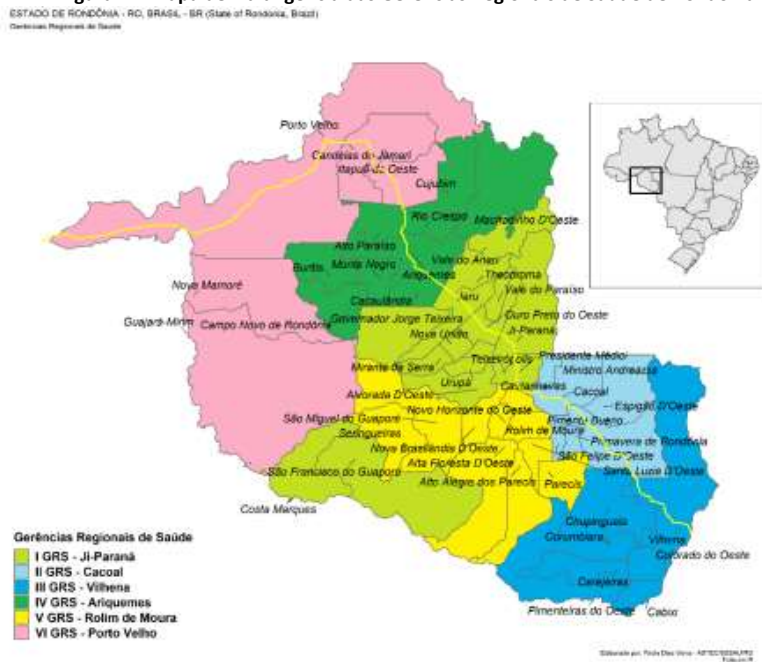 ESTADO DE RONDÔNIA - RO, BRASIL - BR (State of Rondonia, Brazil)
Gerências Regionais de Saúde
Porto Velho
Candeias do Jamari
Itapuã do Oeste
Cujubim
Rio Crespo
Machadinho D'Oeste
Alto Paraíso
Vale do Anari
Buritis
Monte Negro
Ariquemes
Theobroma
Nova Mamoré
Vale do Paraíso
Cacaulândia
Jaru
Guajará-Mirim
Campo Novo de Rondônia
Governador Jorge Teixeira
Ouro Preto do Oeste
Nova União
Ji-Paraná
Mirante da Serra
Teixeirópolis
Presidente Médici
Ministro Andreazza
Urupá
Castanheiras
Cacoal
Alvorada D'Oeste
Novo Horizonte do Oeste
Espigão D'Oeste
São Miguel do Guaporé
Pimenta Bueno
Seringueiras
Rolim de Moura
Nova Brasilândia D'Oeste
Primavera de Rondônia
São Felipe D'Oeste
Alta Floresta D'Oeste
São Francisco do Guaporé
Santa Luzia D'Oeste
Alto Alegre dos Parecis
Parecis
Costa Marques
Chupinguaia
Corumbiara
Vilhena
Colorado do Oeste
Cerejeiras
Pimenteiras do Oeste
Cabixi
Gerências Regionais de Saúde
I GRS - Ji-Paraná
II GRS - Cacoal
III GRS - Vilhena
IV GRS - Ariquemes
V GRS - Rolim de Moura
VI GRS - Porto Velho